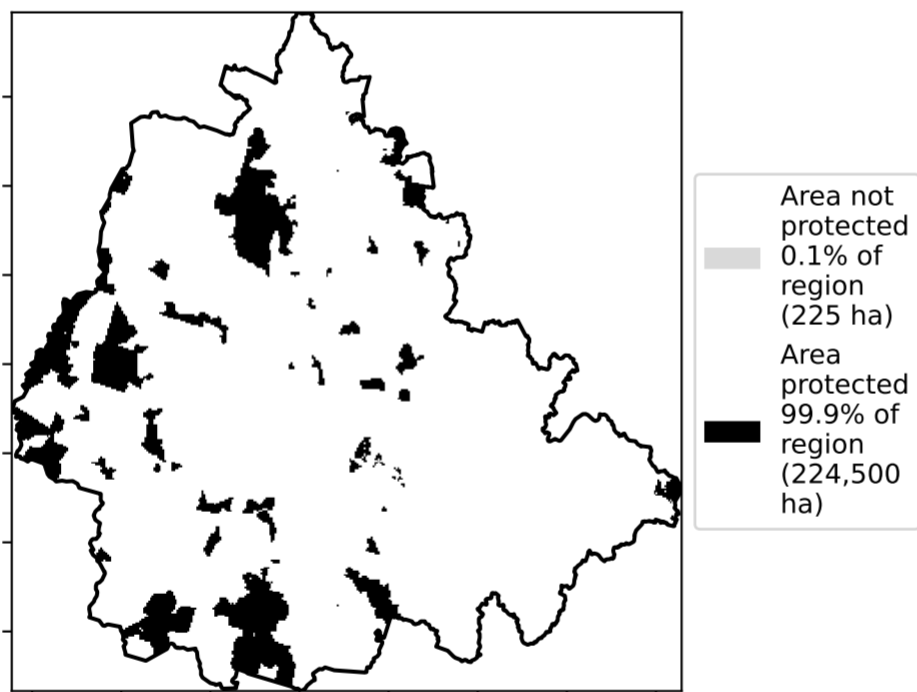 Area not
protected
0.1% of
region
(225 ha)
Area
protected
99.9% of
region
(224,500
ha)